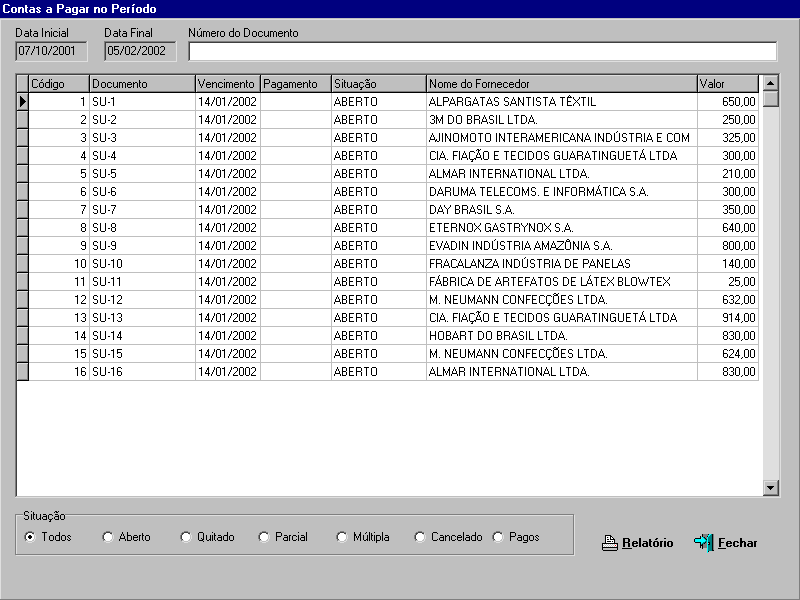 Contas a Pagar no Período
Data Inicial Data Final Número do Documento
07/10/2001 05/02/2002
Código Documento Vencimento Pagamento Situação Nome do Fornecedor Valor
1 SU-1 14/01/2002 ABERTO ALPARGATAS SANTISTA TÊXTIL 650,00
2 SU-2 14/01/2002 ABERTO 3M DO BRASIL LTDA. 250,00
3 SU-3 14/01/2002 ABERTO AJINOMOTO INTERAMERICANA INDÚSTRIA E COM 325,00
4 SU-4 14/01/2002 ABERTO CIA. FIAÇÃO E TECIDOS GUARATINGUETÁ LTDA 300,00
5 SU-5 14/01/2002 ABERTO ALMAR INTERNATIONAL LTDA. 210,00
6 SU-6 14/01/2002 ABERTO DARUMA TELECOMS. E INFORMÁTICA S.A. 300,00
7 SU-7 14/01/2002 ABERTO DAY BRASIL S.A. 350,00
8 SU-8 14/01/2002 ABERTO ETERNOX GASTRYNOX S.A. 640,00
9 SU-9 14/01/2002 ABERTO EVADIN INDÚSTRIA AMAZÔNIA S.A. 800,00
10 SU-10 14/01/2002 ABERTO FRACALANZA INDÚSTRIA DE PANELAS 140,00
11 SU-11 14/01/2002 ABERTO FÁBRICA DE ARTEFATOS DE LÁTEX BLOWTEX 25,00
12 SU-12 14/01/2002 ABERTO M. NEUMANN CONFECÇÕES LTDA. 632,00
13 SU-13 14/01/2002 ABERTO CIA. FIAÇÃO E TECIDOS GUARATINGUETÁ LTDA 914,00
14 SU-14 14/01/2002 ABERTO HOBART DO BRASIL LTDA. 830,00
15 SU-15 14/01/2002 ABERTO M. NEUMANN CONFECÇÕES LTDA. 624,00
16 SU-16 14/01/2002 ABERTO ALMAR INTERNATIONAL LTDA. 830,00
Situação
Todos Aberto Quitado Parcial Múltipla Cancelado Pagos
Relatório Fechar